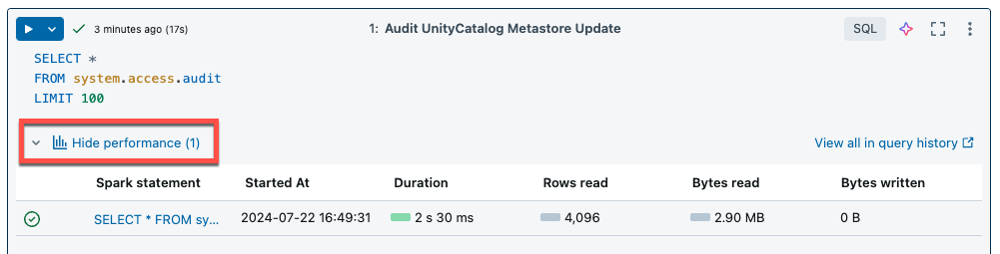 3 minutes ago (17s) 1: Audit UnityCatalog Metastore Update SQL
SELECT *
FROM system.access.audit
LIMIT 100
Hide performance (1) View all in query history
Spark statement Started At Duration Rows read Bytes read Bytes written
SELECT * FROM sy... 2024-07-22 16:49:31 2 s 30 ms 4,096 2.90 MB 0 B